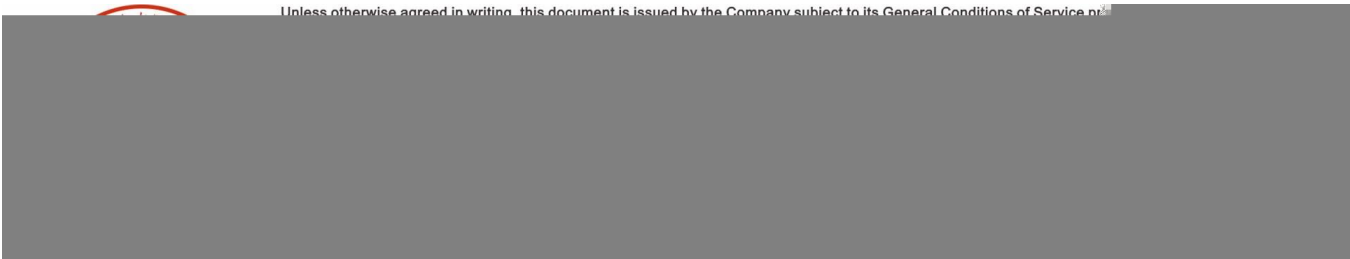 Unless otherwise agreed in writing, this document is issued by the Company subject to its General Conditions of Service